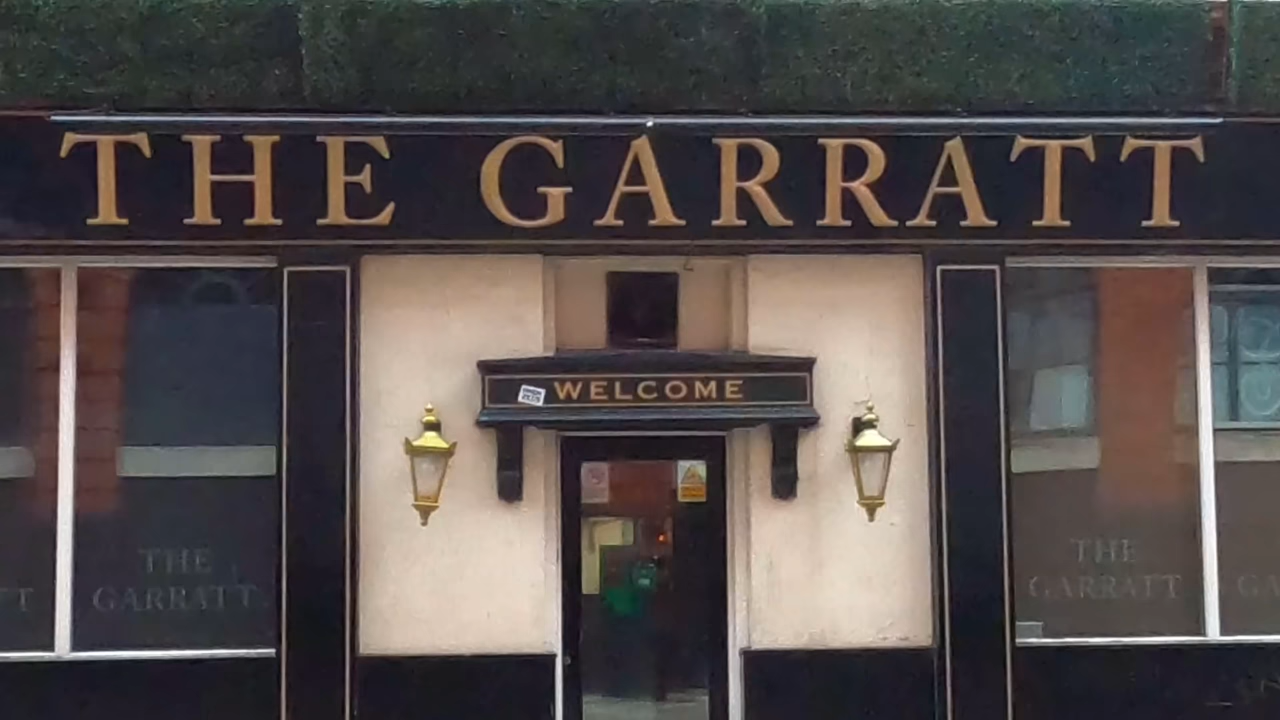 THE GARRATT
WELCOME
THE
GARRATT
THE
GARRATT